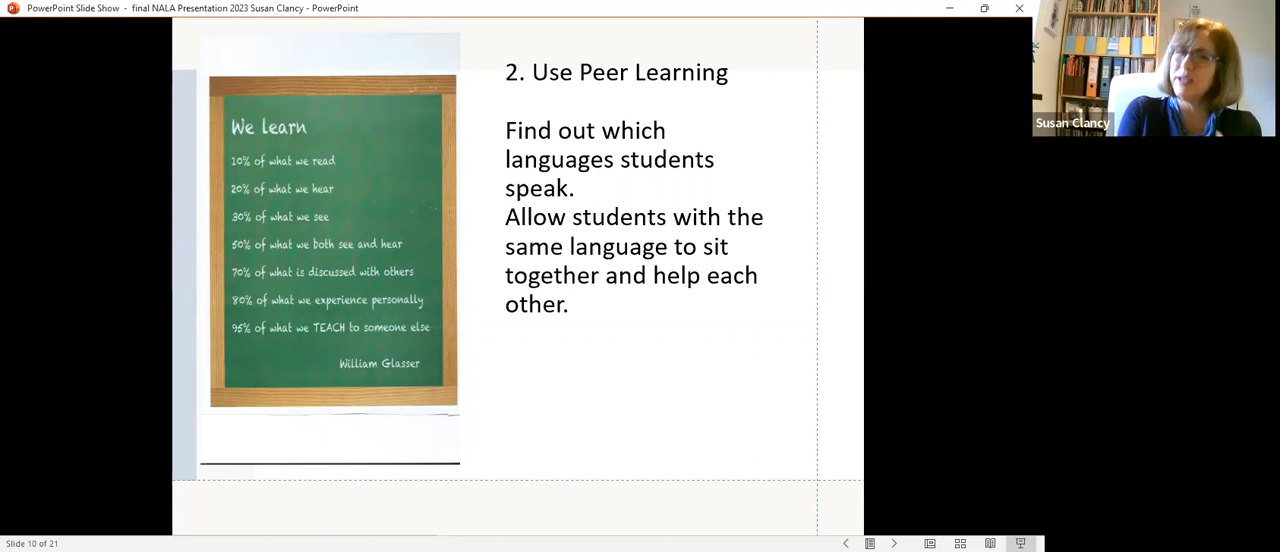 PowerPoint Slide Show - final NALA Presentation 2023 Susan Clancy - PowerPoint
We learn
10% of what we read
20% of what we hear
30% of what we see
50% of what we both see and hear
70% of what is discussed with others
80% of what we experience personally
95% of what we TEACH to someone else
William Glasser
2. Use Peer Learning
Find out which
languages students
speak.
Allow students with the
same language to sit
together and help each
other.
Susan Clancy
Slide 10 of 21